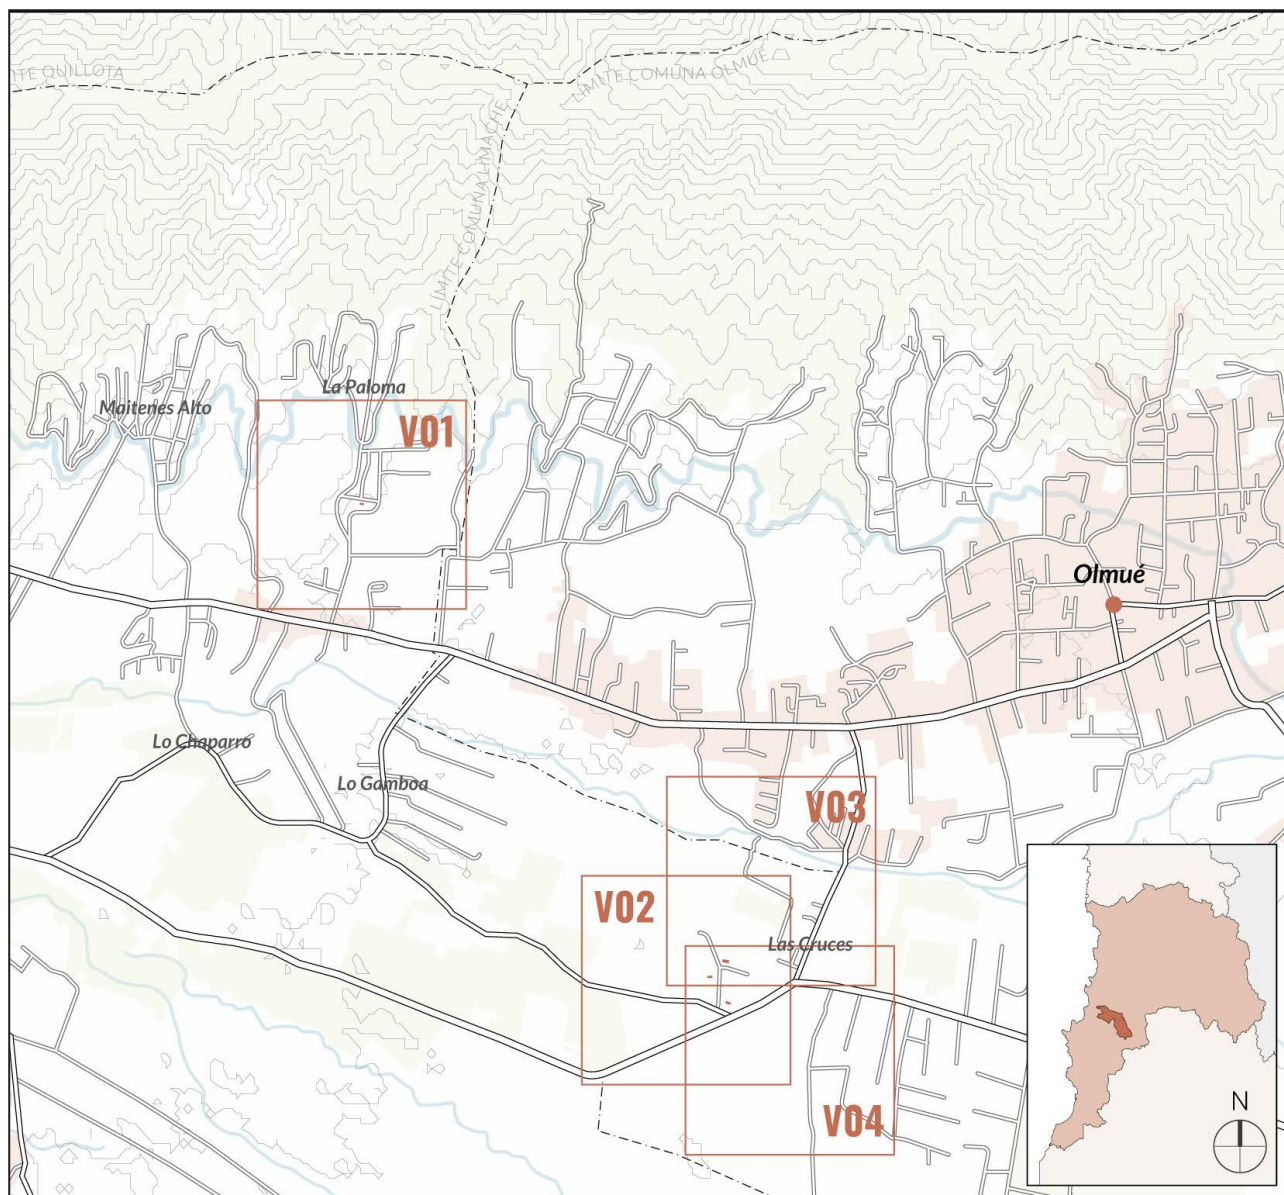 ITE QUILLOTA
LIMITE COMUNA OLMUÉ
LIMITE COMUNA LIMACHE
La Paloma
Maitenes Alto
V01
Olmué
Lo Chaparro
Lo Gamboa
V03
V02
Las Cruces
V04
N